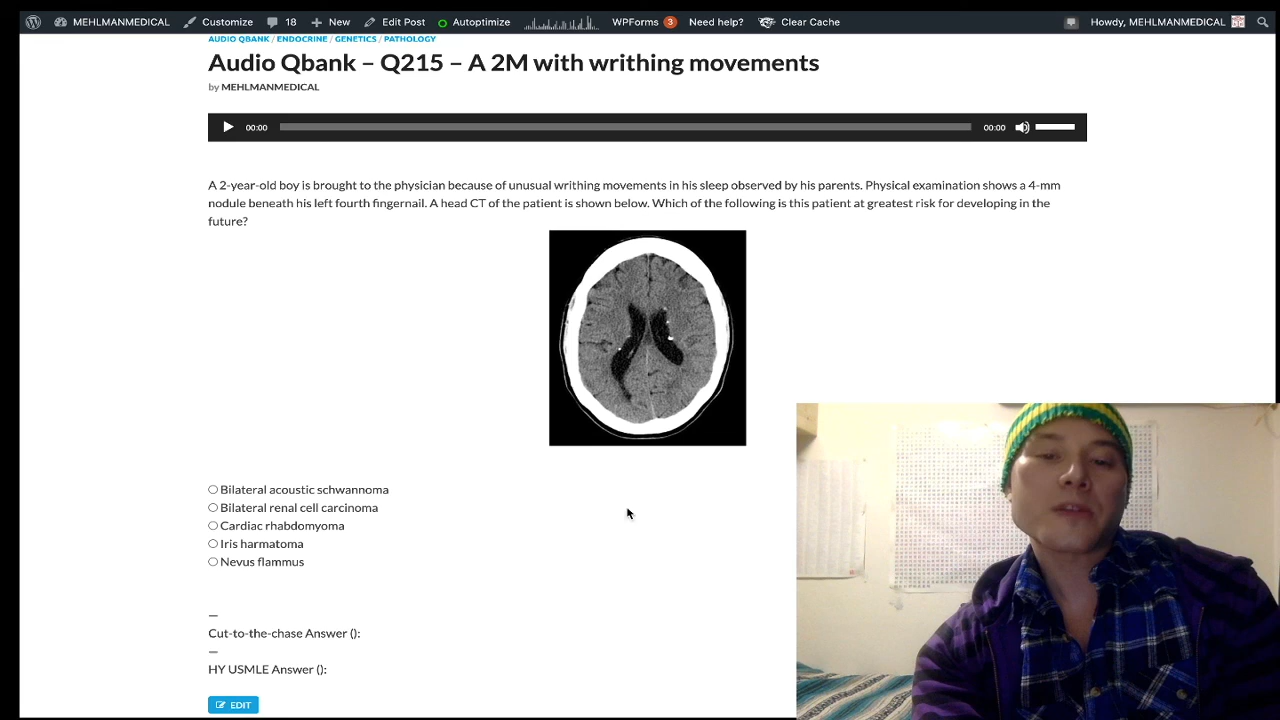 MEHLMANMEDICAL Customize 18 New Edit Post Autoptimize WPForms 3 Need help? Clear Cache Howdy, MEHLMANMEDICAL
AUDIO QBANK / ENDOCRINE / GENETICS / PATHOLOGY
Audio Qbank – Q215 – A 2M with writhing movements
by MEHLMANMEDICAL
00:00 00:00
A 2-year-old boy is brought to the physician because of unusual writhing movements in his sleep observed by his parents. Physical examination shows a 4-mm
nodule beneath his left fourth fingernail. A head CT of the patient is shown below. Which of the following is this patient at greatest risk for developing in the
future?
Bilateral acoustic schwannoma
Bilateral renal cell carcinoma
Cardiac rhabdomyoma
Iris harmatoma
Nevus flammus
—
Cut-to-the-chase Answer ():
—
HY USMLE Answer ():
EDIT